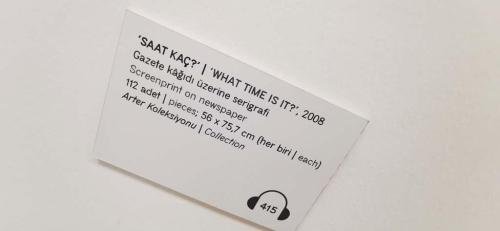 ‘SAAT KAÇ?’ | ‘WHAT TIME IS IT?’, 2008
Gazete kâğıdı üzerine serigrafi
Screenprint on newspaper
112 adet | pieces; 56 x 75,7 cm (her biri | each)
Arter Koleksiyonu | Collection
415